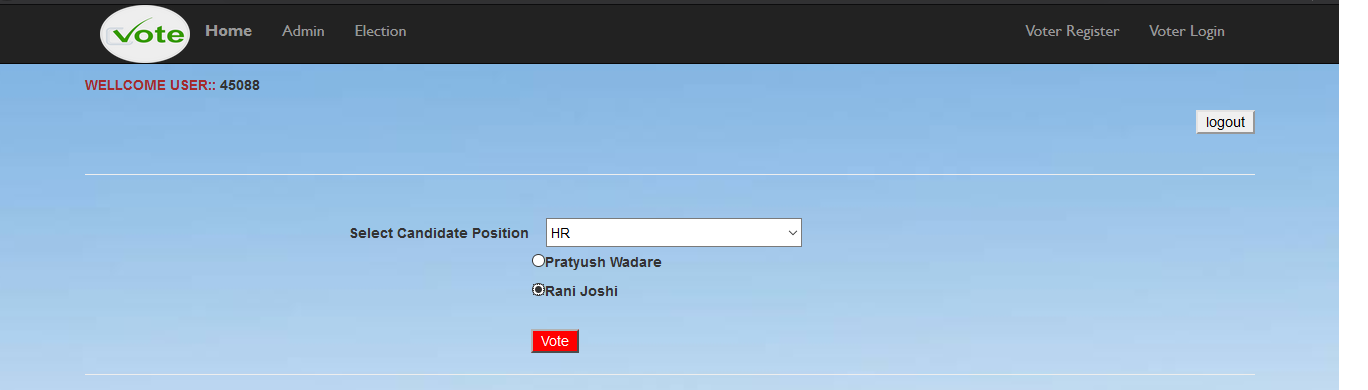 Vote Home Admin Election Voter Register Voter Login
WELLCOME USER:: 45088
logout
Select Candidate Position HR
Pratyush Wadare
Rani Joshi
Vote